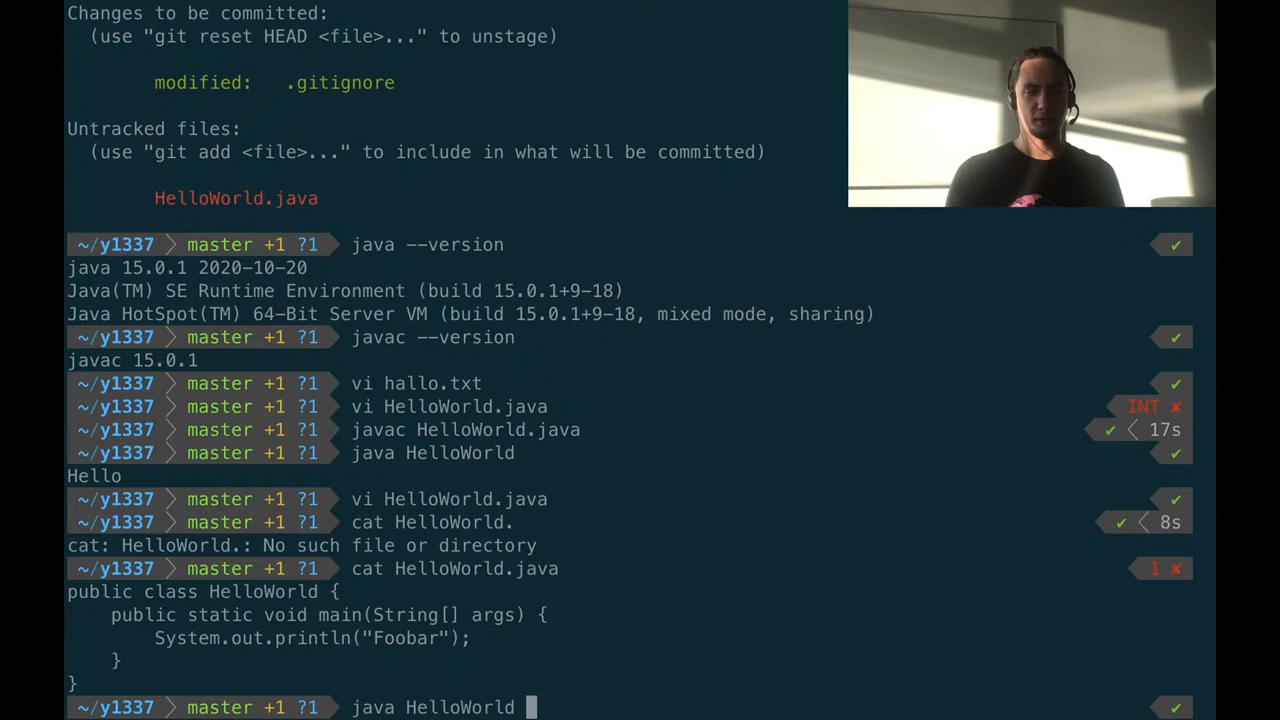 Changes to be committed:
(use "git reset HEAD <file>..." to unstage)
modified: .gitignore
Untracked files:
(use "git add <file>..." to include in what will be committed)
HelloWorld.java
~/y1337 master +1 ?1 java --version ✔
java 15.0.1 2020-10-20
Java(TM) SE Runtime Environment (build 15.0.1+9-18)
Java HotSpot(TM) 64-Bit Server VM (build 15.0.1+9-18, mixed mode, sharing)
~/y1337 master +1 ?1 javac --version ✔
javac 15.0.1
~/y1337 master +1 ?1 vi hallo.txt ✔
~/y1337 master +1 ?1 vi HelloWorld.java INT ✘
~/y1337 master +1 ?1 javac HelloWorld.java ✔ 17s
~/y1337 master +1 ?1 java HelloWorld ✔
Hello
~/y1337 master +1 ?1 vi HelloWorld.java ✔
~/y1337 master +1 ?1 cat HelloWorld. ✔ 8s
cat: HelloWorld.: No such file or directory
~/y1337 master +1 ?1 cat HelloWorld.java 1 ✘
public class HelloWorld {
public static void main(String[] args) {
System.out.println("Foobar");
}
}
~/y1337 master +1 ?1 java HelloWorld ✔